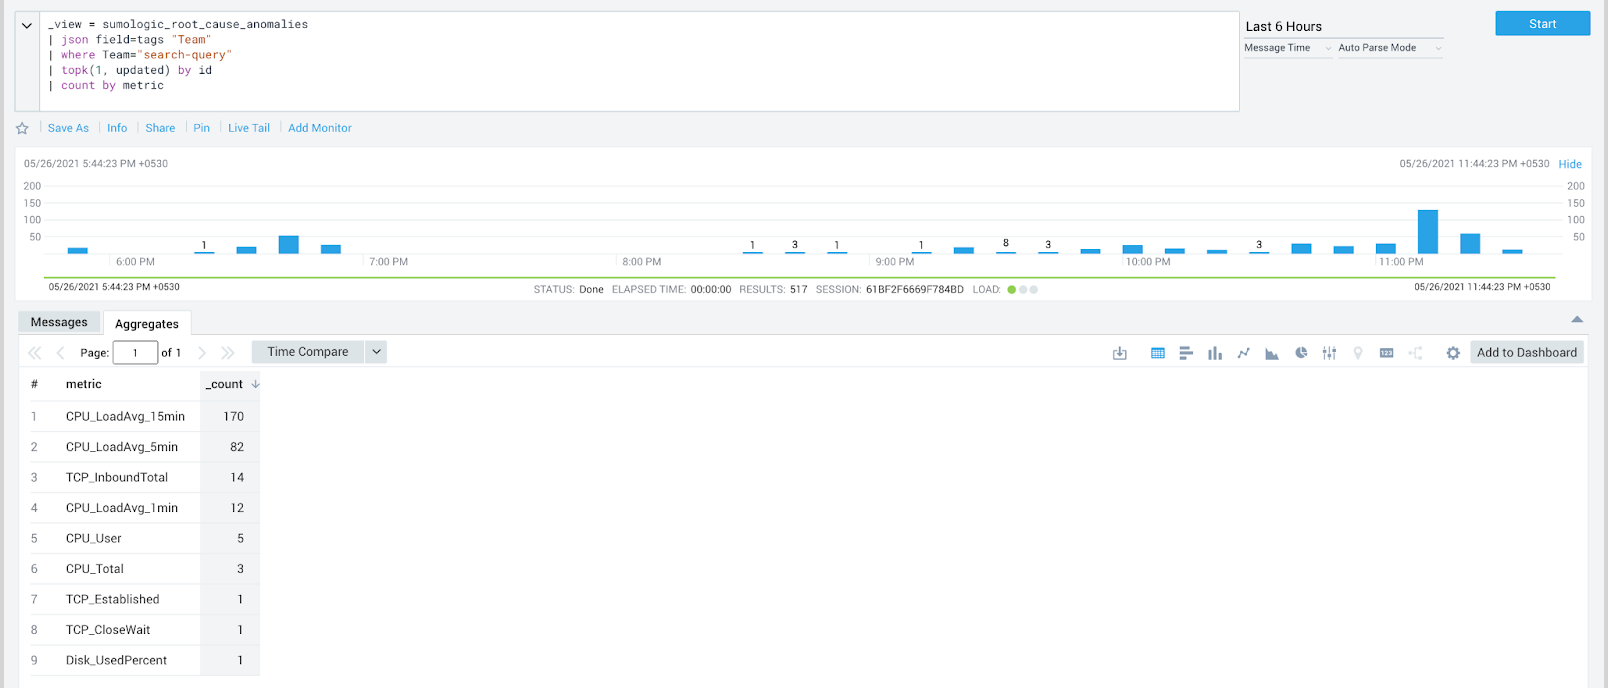 _view = sumologic_root_cause_anomalies
| json field=tags "Team"
| where Team="search-query"
| topk(1, updated) by id
| count by metric
Last 6 Hours
Start
Message Time
Auto Parse Mode
Save As
Info
Share
Pin
Live Tail
Add Monitor
05/26/2021 5:44:23 PM +0530
05/26/2021 11:44:23 PM +0530
Hide
200
150
100
50
200
150
100
50
1
1
3
1
1
8
3
3
6:00 PM
7:00 PM
8:00 PM
9:00 PM
10:00 PM
11:00 PM
05/26/2021 5:44:23 PM +0530
STATUS: Done ELAPSED TIME: 00:00:00 RESULTS: 517 SESSION: 61BF2F6669F784BD LOAD:
05/26/2021 11:44:23 PM +0530
Messages
Aggregates
Page: 1 of 1
Time Compare
123
Add to Dashboard
# metric _count
1 CPU_LoadAvg_15min 170
2 CPU_LoadAvg_5min 82
3 TCP_InboundTotal 14
4 CPU_LoadAvg_1min 12
5 CPU_User 5
6 CPU_Total 3
7 TCP_Established 1
8 TCP_CloseWait 1
9 Disk_UsedPercent 1